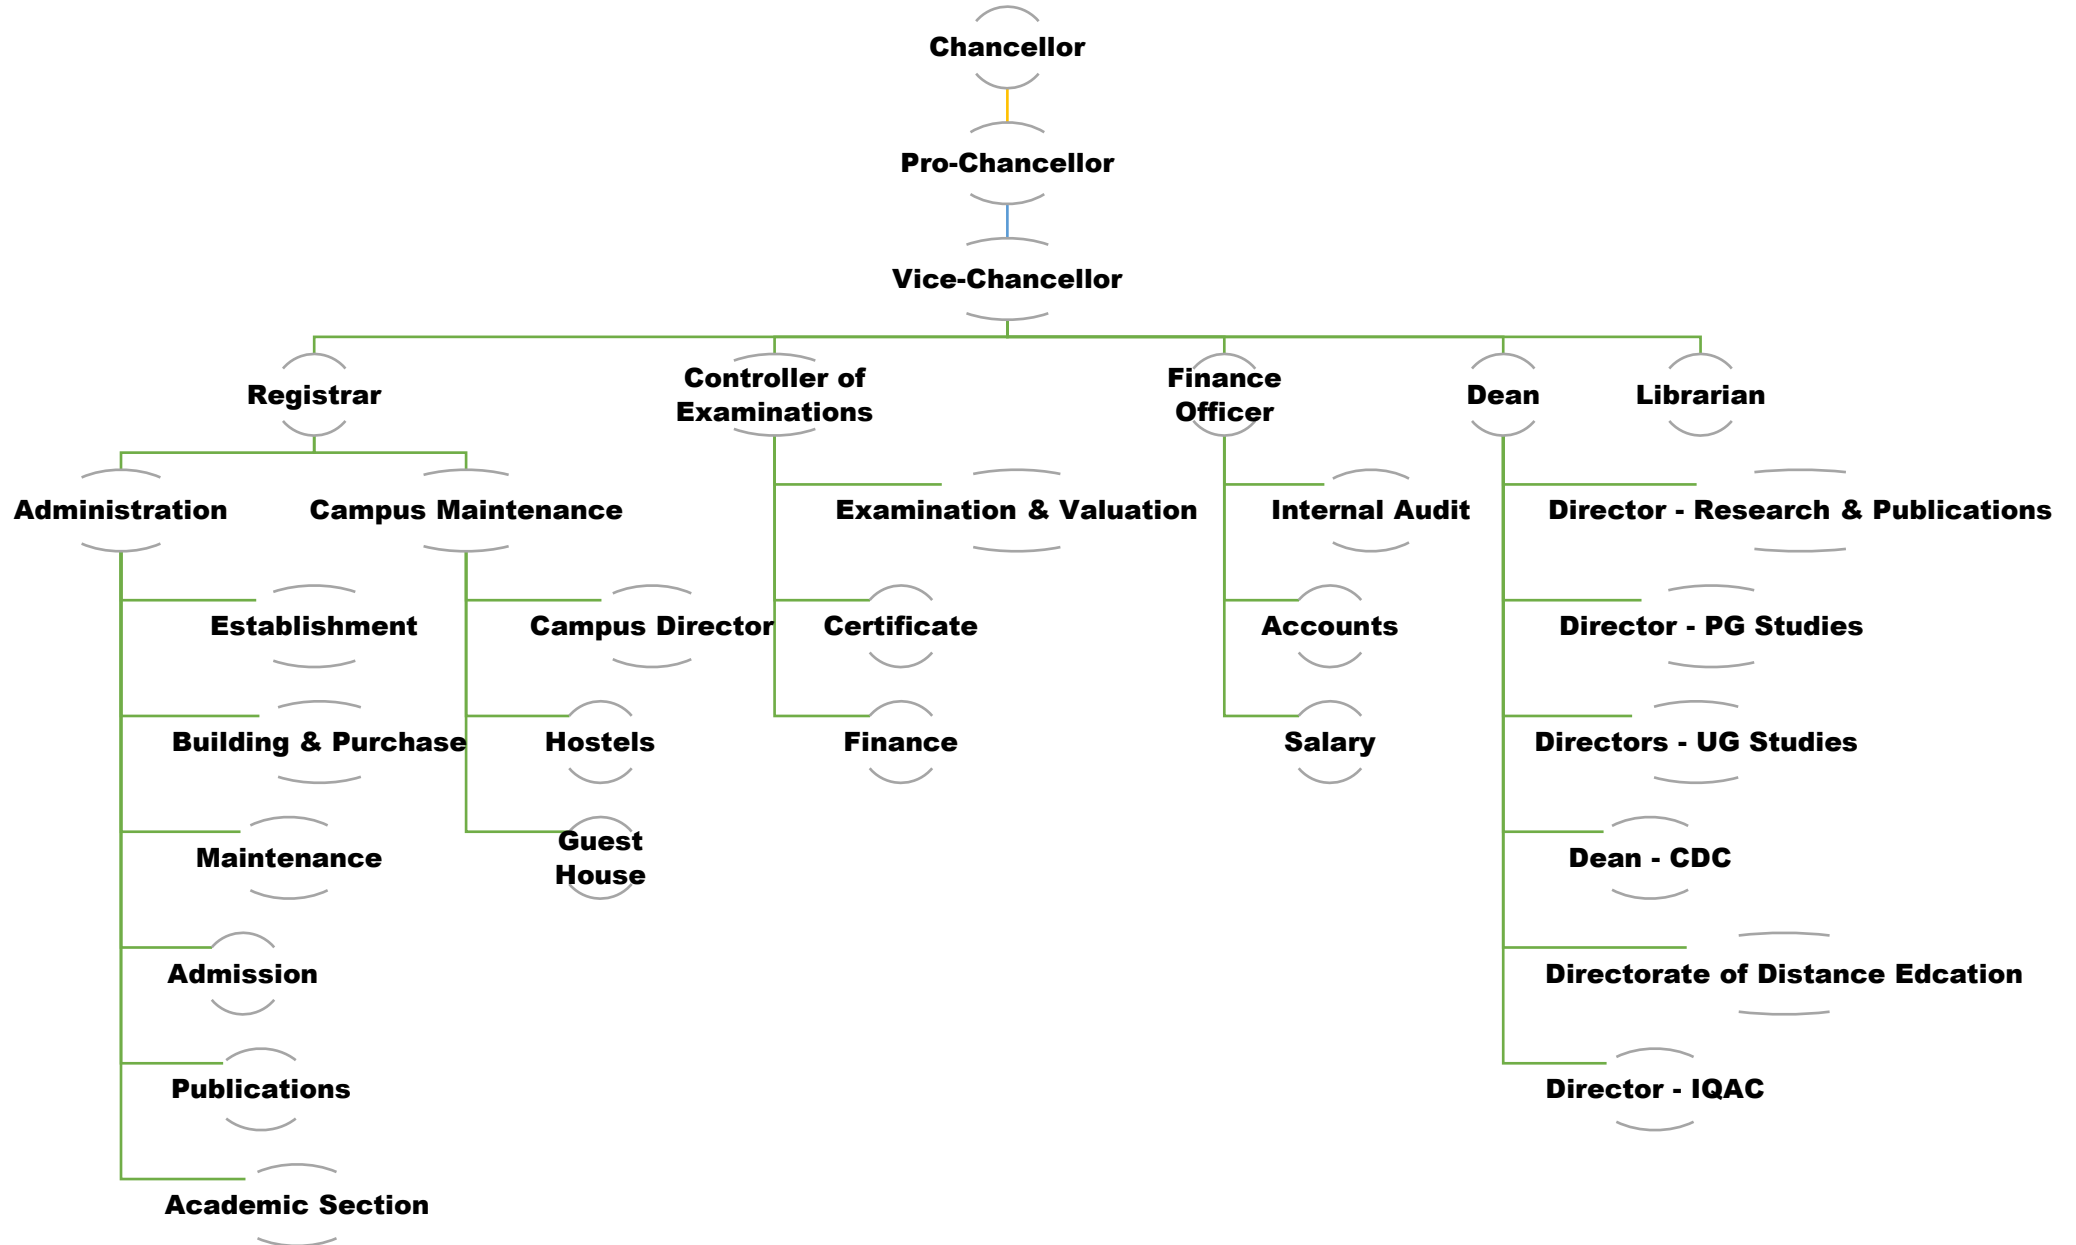 Chancellor
Pro-Chancellor
Vice-Chancellor
Registrar
Controller of
Examinations
Finance
Officer
Dean
Librarian
Administration
Campus Maintenance
Examination & Valuation
Internal Audit
Director - Research & Publications
Establishment
Campus Director
Certificate
Accounts
Director - PG Studies
Building & Purchase
Hostels
Finance
Salary
Directors - UG Studies
Maintenance
Guest
House
Dean - CDC
Admission
Directorate of Distance Edcation
Publications
Director - IQAC
Academic Section